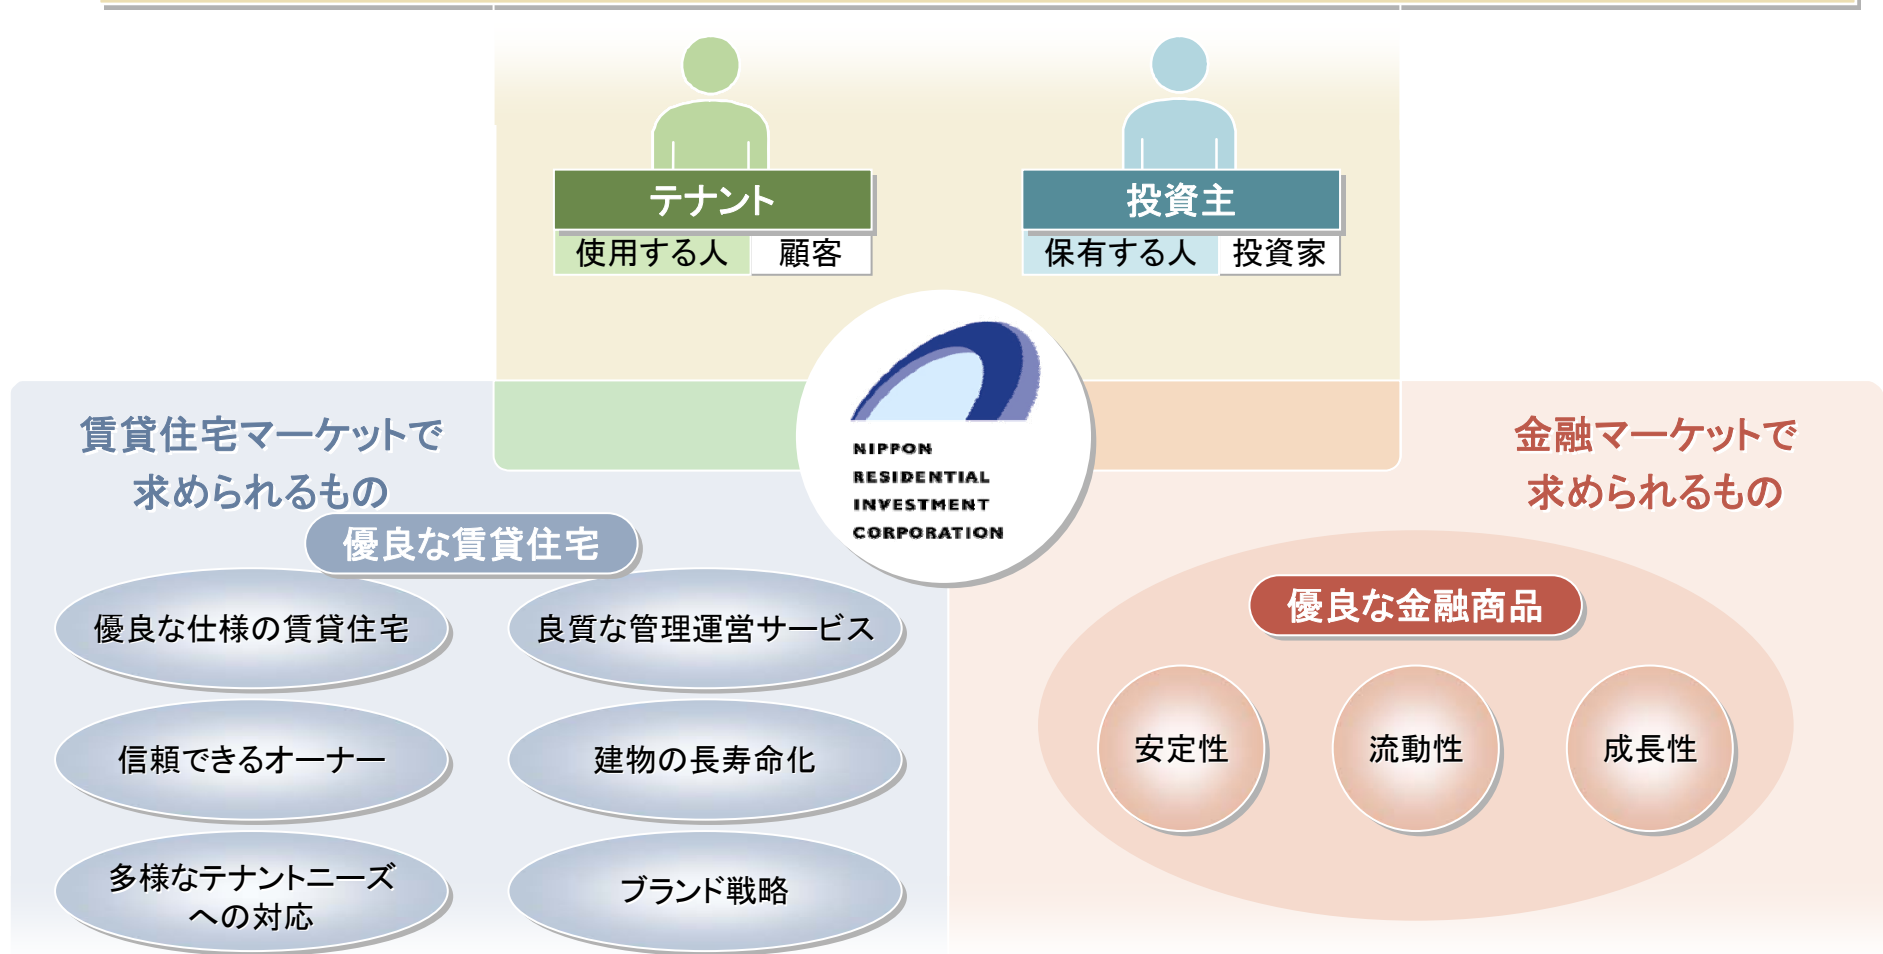 テナント
使用する人
顧客
投資主
保有する人
投資家
NIPPON
RESIDENTIAL
INVESTMENT
CORPORATION
賃貸住宅マーケットで
求められるもの
優良な賃貸住宅
優良な仕様の賃貸住宅
良質な管理運営サービス
信頼できるオーナー
建物の長寿命化
多様なテナントニーズ
への対応
ブランド戦略
金融マーケットで
求められるもの
優良な金融商品
安定性
流動性
成長性